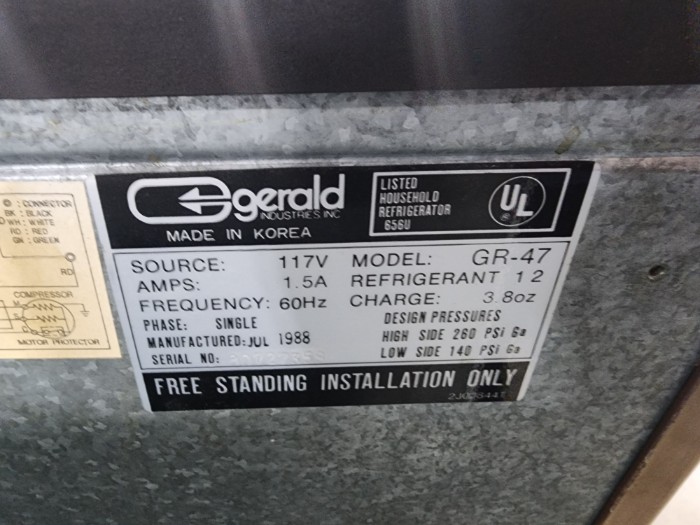 CONNECTOR
BK : BLACK
WH : WHITE
RD : RED
GN : GREEN
RD
COMPRESSOR
MOTOR PROTECTOR
gerald
INDUSTRIES INC
MADE IN KOREA
LISTED
HOUSEHOLD
REFRIGERATOR
656U
UL
SOURCE: 117V
AMPS: 1.5A
FREQUENCY: 60Hz
PHASE: SINGLE
MANUFACTURED: JUL 1988
SERIAL NO:
MODEL: GR-47
REFRIGERANT 12
CHARGE: 3.8oz
DESIGN PRESSURES
HIGH SIDE 260 PSi Ga
LOW SIDE 140 PSi Ga
FREE STANDING INSTALLATION ONLY